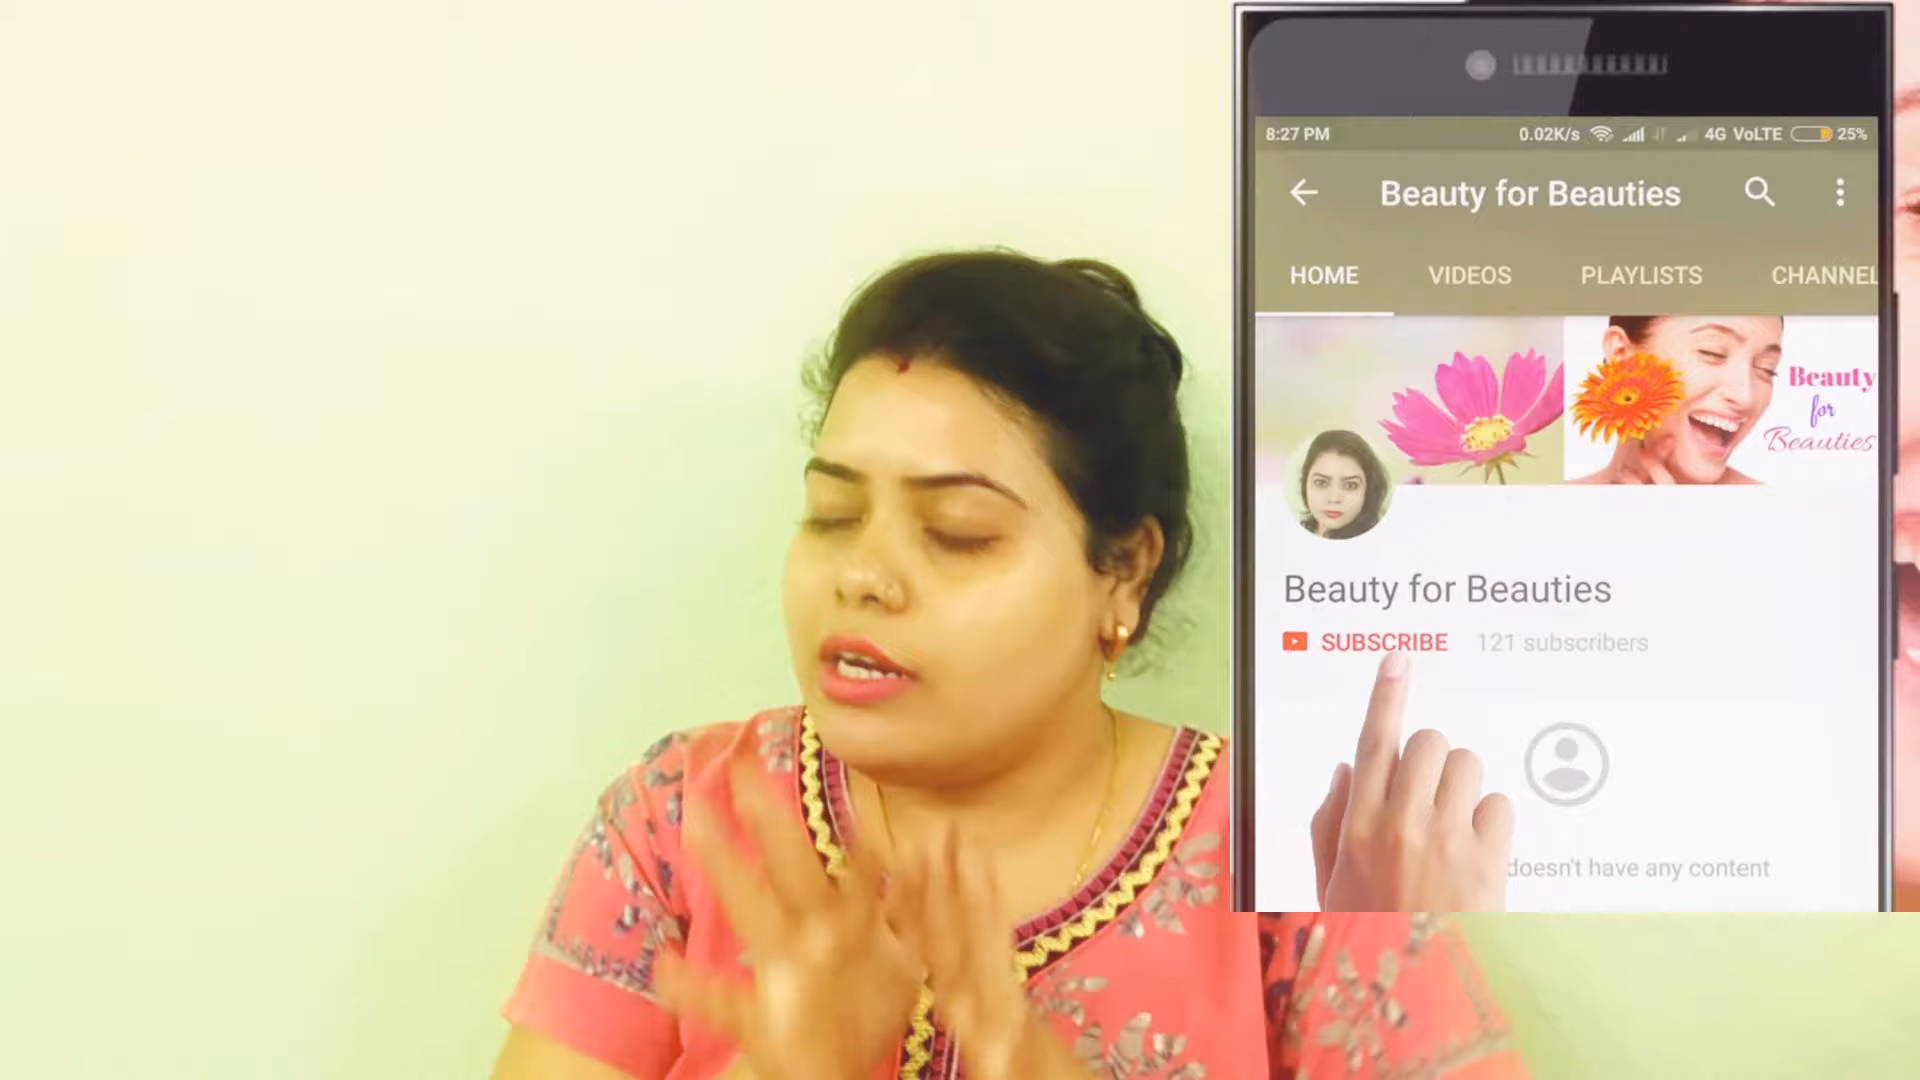 8:27 PM 0.02K/s 4G VoLTE 25%
Beauty for Beauties
HOME VIDEOS PLAYLISTS CHANNEL
Beauty
for
Beauties
Beauty for Beauties
SUBSCRIBE 121 subscribers
doesn't have any content